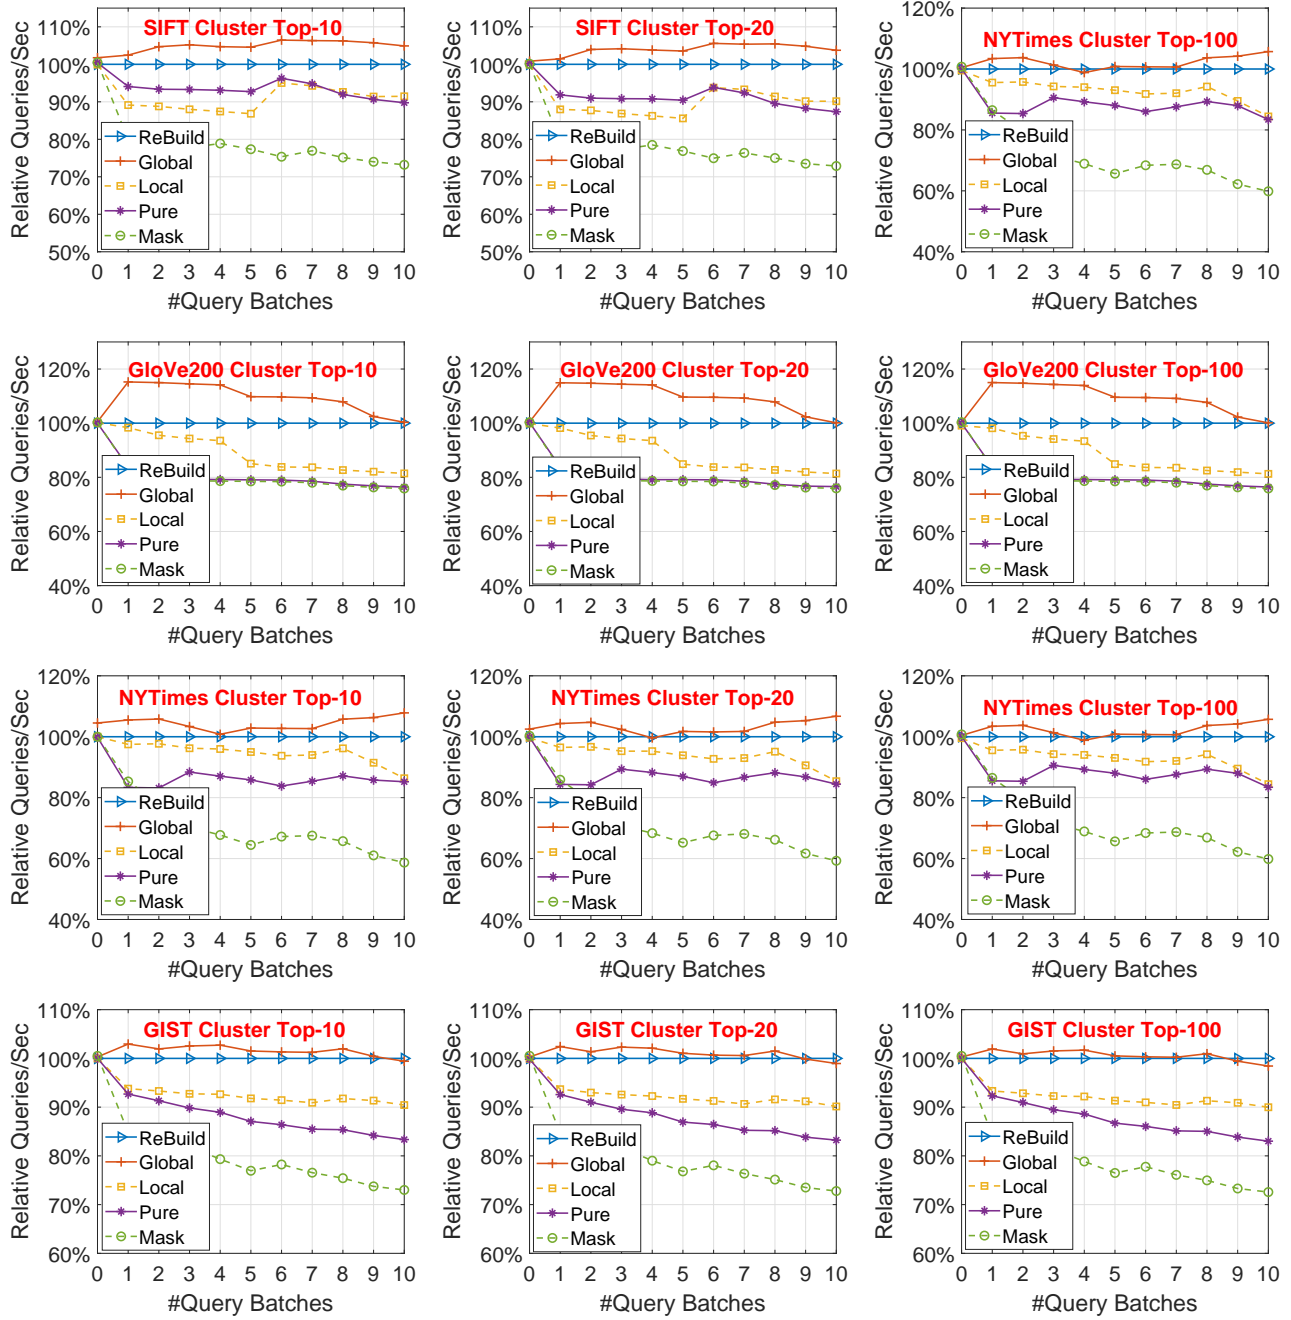 SIFT Cluster Top-10
Relative Queries/Sec
110%
100%
90%
80%
70%
60%
50%
ReBuild
Global
Local
Pure
Mask
0 1 2 3 4 5 6 7 8 9 10
#Query Batches
SIFT Cluster Top-20
Relative Queries/Sec
110%
100%
90%
80%
70%
60%
50%
ReBuild
Global
Local
Pure
Mask
0 1 2 3 4 5 6 7 8 9 10
#Query Batches
NYTimes Cluster Top-100
Relative Queries/Sec
120%
100%
80%
60%
40%
ReBuild
Global
Local
Pure
Mask
0 1 2 3 4 5 6 7 8 9 10
#Query Batches
GloVe200 Cluster Top-10
Relative Queries/Sec
120%
100%
80%
60%
40%
ReBuild
Global
Local
Pure
Mask
0 1 2 3 4 5 6 7 8 9 10
#Query Batches
GloVe200 Cluster Top-20
Relative Queries/Sec
120%
100%
80%
60%
40%
ReBuild
Global
Local
Pure
Mask
0 1 2 3 4 5 6 7 8 9 10
#Query Batches
GloVe200 Cluster Top-100
Relative Queries/Sec
120%
100%
80%
60%
40%
ReBuild
Global
Local
Pure
Mask
0 1 2 3 4 5 6 7 8 9 10
#Query Batches
NYTimes Cluster Top-10
Relative Queries/Sec
120%
100%
80%
60%
40%
ReBuild
Global
Local
Pure
Mask
0 1 2 3 4 5 6 7 8 9 10
#Query Batches
NYTimes Cluster Top-20
Relative Queries/Sec
120%
100%
80%
60%
40%
ReBuild
Global
Local
Pure
Mask
0 1 2 3 4 5 6 7 8 9 10
#Query Batches
NYTimes Cluster Top-100
Relative Queries/Sec
120%
100%
80%
60%
40%
ReBuild
Global
Local
Pure
Mask
0 1 2 3 4 5 6 7 8 9 10
#Query Batches
GIST Cluster Top-10
Relative Queries/Sec
110%
100%
90%
80%
70%
60%
ReBuild
Global
Local
Pure
Mask
0 1 2 3 4 5 6 7 8 9 10
#Query Batches
GIST Cluster Top-20
Relative Queries/Sec
110%
100%
90%
80%
70%
60%
ReBuild
Global
Local
Pure
Mask
0 1 2 3 4 5 6 7 8 9 10
#Query Batches
GIST Cluster Top-100
Relative Queries/Sec
110%
100%
90%
80%
70%
60%
ReBuild
Global
Local
Pure
Mask
0 1 2 3 4 5 6 7 8 9 10
#Query Batches